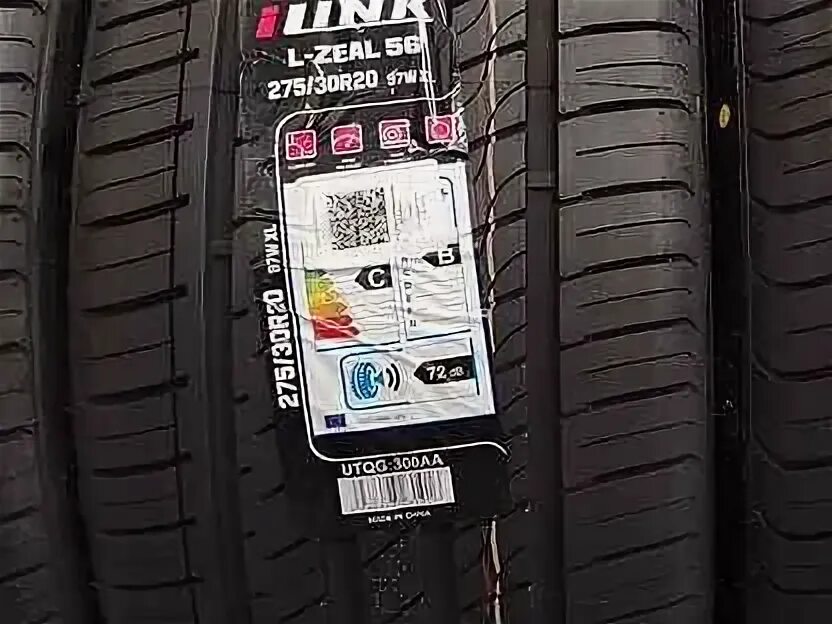 iLINK
L-ZEAL 56
275/30R20 97W XL
275/30R20 97W XL
C
B
72 dB
UTQG:300AA
MADE IN CHINA